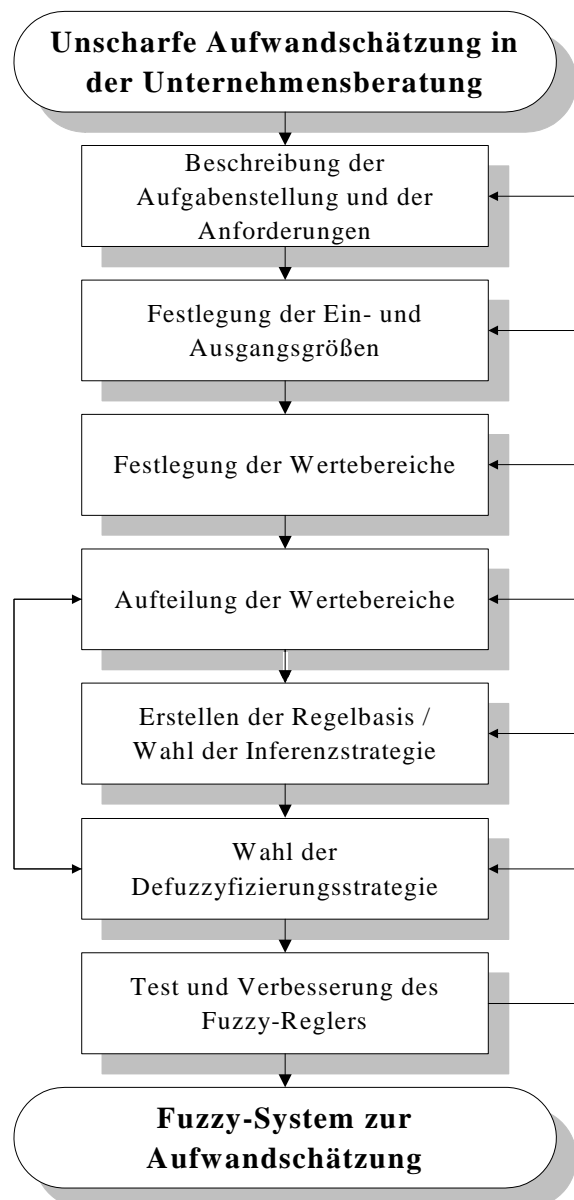 Unscharfe Aufwandschätzung in
der Unternehmensberatung
Beschreibung der
Aufgabenstellung und der
Anforderungen
Festlegung der Ein- und
Ausgangsgrößen
Festlegung der Wertebereiche
Aufteilung der Wertebereiche
Erstellen der Regelbasis /
Wahl der Inferenzstrategie
Wahl der
Defuzzyfizierungsstrategie
Test und Verbesserung des
Fuzzy-Reglers
Fuzzy-System zur
Aufwandschätzung